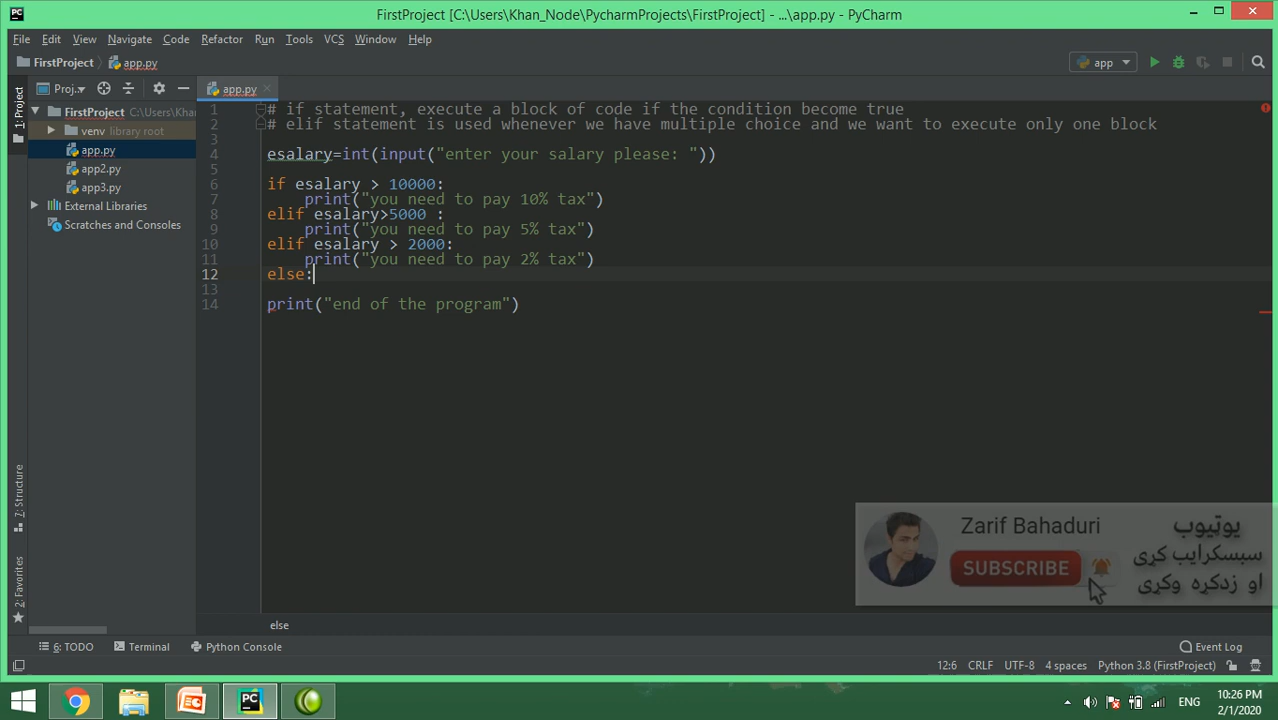 FirstProject [C:\Users\Khan_Node\PycharmProjects\FirstProject] - ...\app.py - PyCharm
File Edit View Navigate Code Refactor Run Tools VCS Window Help
FirstProject app.py
app
1: Project
Proj..
app.py
FirstProject C:\Users\Khan
venv library root
app.py
app2.py
app3.py
External Libraries
Scratches and Consoles
1 # if statement, execute a block of code if the condition become true
2 # elif statement is used whenever we have multiple choice and we want to execute only one block
3
4 esalary=int(input("enter your salary please: "))
5
6 if esalary > 10000:
7 print("you need to pay 10% tax")
8 elif esalary>5000 :
9 print("you need to pay 5% tax")
10 elif esalary > 2000:
11 print("you need to pay 2% tax")
12 else:
13
14 print("end of the program")
7: Structure
2: Favorites
Zarif Bahaduri
SUBSCRIBE
یوټیوب
سبسکرایب کړی
او زدکړه وکړی
else
6: TODO Terminal Python Console Event Log
12:6 CRLF UTF-8 4 spaces Python 3.8 (FirstProject)
PC
ENG
10:26 PM
2/1/2020